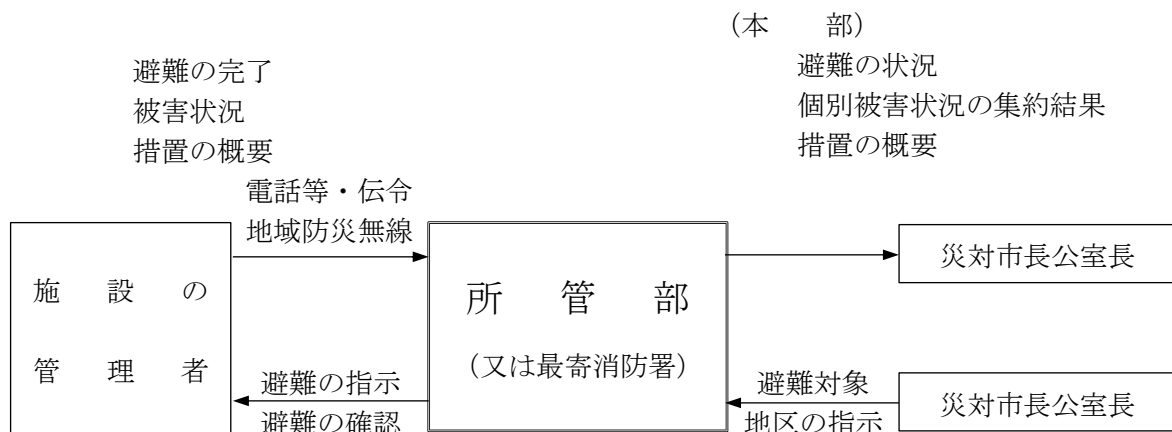 （本　　部）
避難の状況
個別被害状況の集約結果
措置の概要
避難の完了
被害状況
措置の概要
電話等・伝令
地域防災無線
施　設　の
管　理　者
所　管　部
（又は最寄消防署）
災対市長公室長
避難の指示
避難の確認
避難対象
地区の指示
災対市長公室長